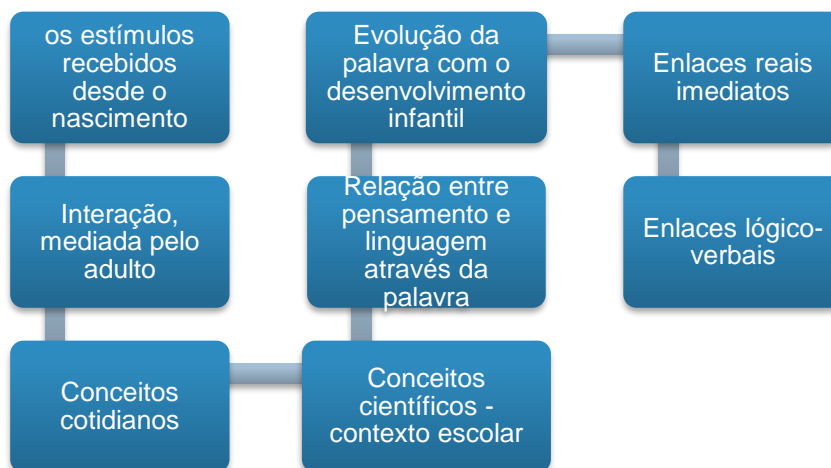 os estímulos
recebidos
desde o
nascimento
Interação,
mediada pelo
adulto
Conceitos
cotidianos
Conceitos
científicos -
contexto escolar
Relação entre
pensamento e
linguagem
através da
palavra
Evolução da
palavra com o
desenvolvimento
infantil
Enlaces reais
imediatos
Enlaces lógico-
verbais